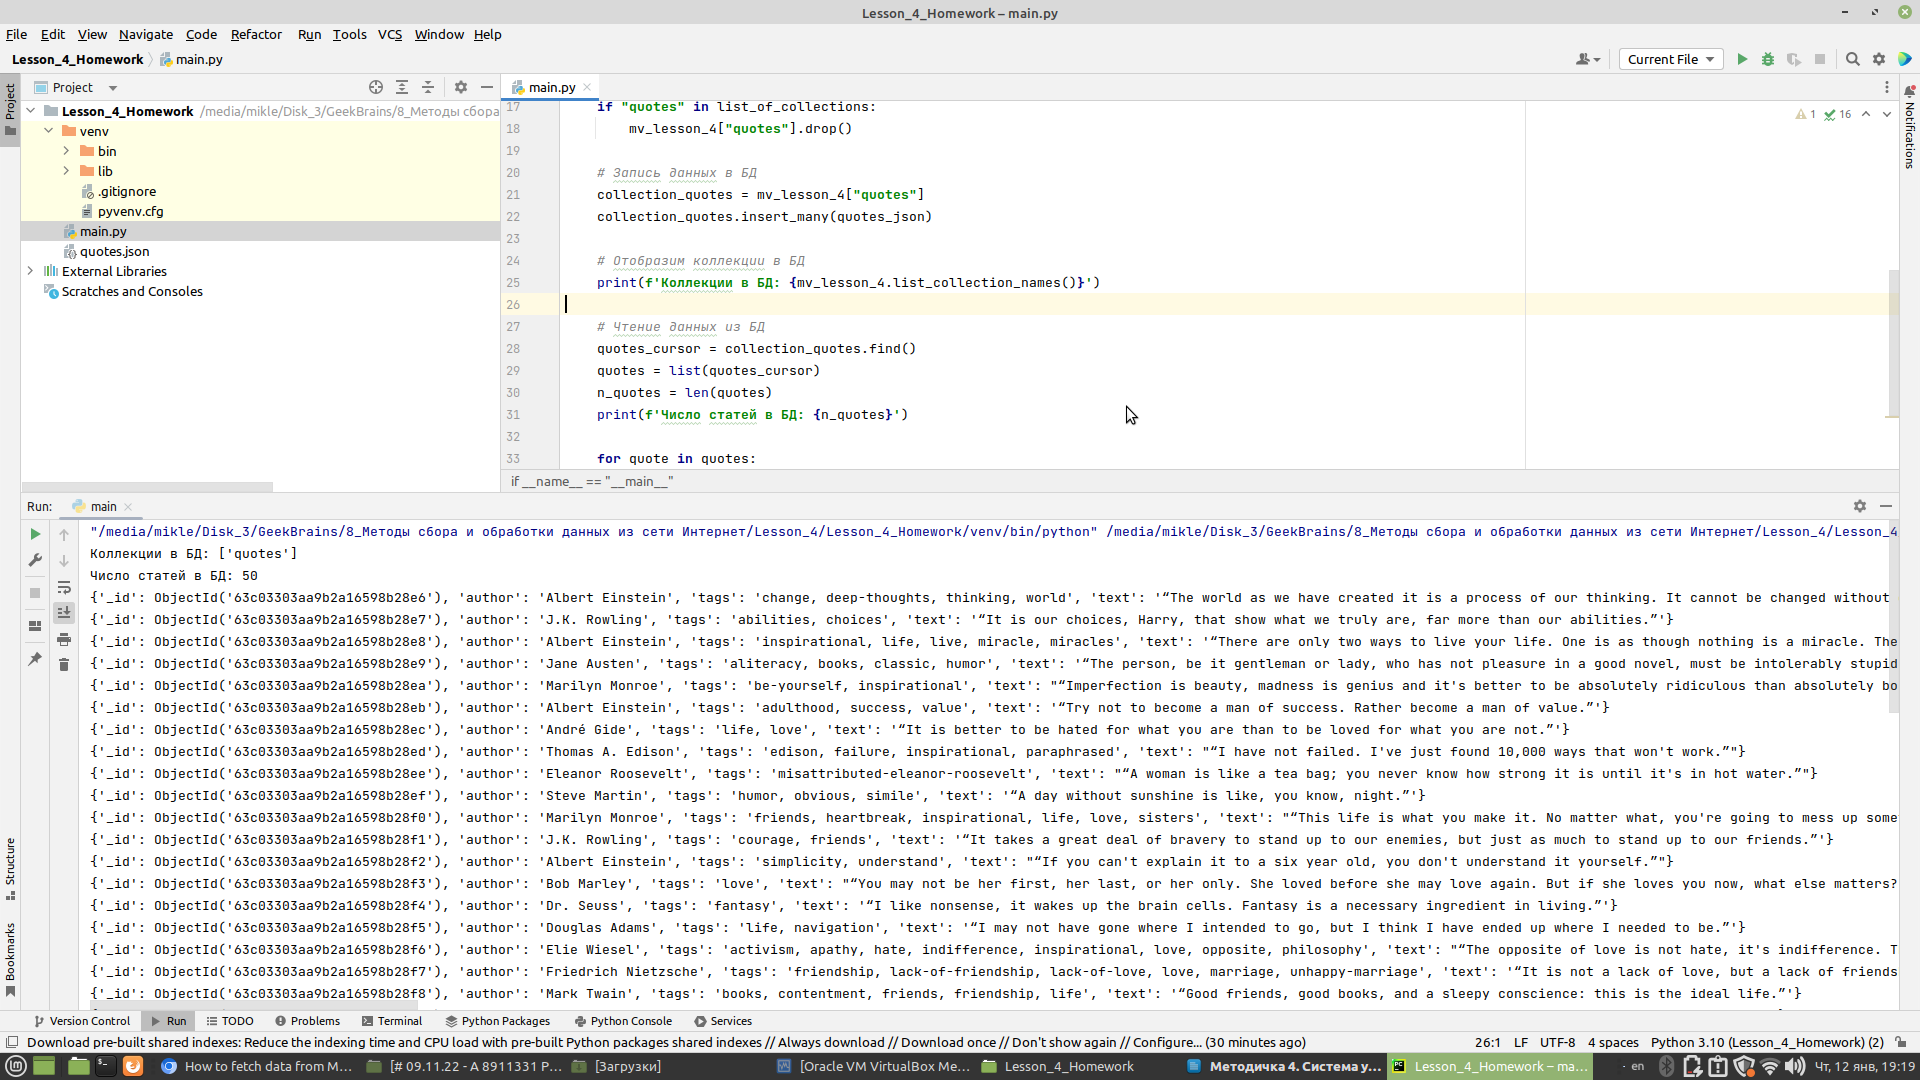 Lesson_4_Homework – main.py
File Edit View Navigate Code Refactor Run Tools VCS Window Help
Lesson_4_Homework main.py
Current File
Project
main.py
Lesson_4_Homework /media/mikle/Disk_3/GeekBrains/8_Методы сбора
venv
bin
lib
.gitignore
pyvenv.cfg
main.py
quotes.json
External Libraries
Scratches and Consoles
Project
Notifications
1 16
17 if "quotes" in list_of_collections:
18 mv_lesson_4["quotes"].drop()
19
20 # Запись данных в БД
21 collection_quotes = mv_lesson_4["quotes"]
22 collection_quotes.insert_many(quotes_json)
23
24 # Отобразим коллекции в БД
25 print(f'Коллекции в БД: {mv_lesson_4.list_collection_names()}')
26
27 # Чтение данных из БД
28 quotes_cursor = collection_quotes.find()
29 quotes = list(quotes_cursor)
30 n_quotes = len(quotes)
31 print(f'Число статей в БД: {n_quotes}')
32
33 for quote in quotes:
if __name__ == "__main__"
Run: main
"/media/mikle/Disk_3/GeekBrains/8_Методы сбора и обработки данных из сети Интернет/Lesson_4/Lesson_4_Homework/venv/bin/python" /media/mikle/Disk_3/GeekBrains/8_Методы сбора и обработки данных из сети Интернет/Lesson_4/Lesson_4
Коллекции в БД: ['quotes']
Число статей в БД: 50
{'_id': ObjectId('63c03303aa9b2a16598b28e6'), 'author': 'Albert Einstein', 'tags': 'change, deep-thoughts, thinking, world', 'text': '“The world as we have created it is a process of our thinking. It cannot be changed without
{'_id': ObjectId('63c03303aa9b2a16598b28e7'), 'author': 'J.K. Rowling', 'tags': 'abilities, choices', 'text': '“It is our choices, Harry, that show what we truly are, far more than our abilities.”'}
{'_id': ObjectId('63c03303aa9b2a16598b28e8'), 'author': 'Albert Einstein', 'tags': 'inspirational, life, live, miracle, miracles', 'text': '“There are only two ways to live your life. One is as though nothing is a miracle. The
{'_id': ObjectId('63c03303aa9b2a16598b28e9'), 'author': 'Jane Austen', 'tags': 'aliteracy, books, classic, humor', 'text': '“The person, be it gentleman or lady, who has not pleasure in a good novel, must be intolerably stupid
{'_id': ObjectId('63c03303aa9b2a16598b28ea'), 'author': 'Marilyn Monroe', 'tags': 'be-yourself, inspirational', 'text': "“Imperfection is beauty, madness is genius and it's better to be absolutely ridiculous than absolutely bo
{'_id': ObjectId('63c03303aa9b2a16598b28eb'), 'author': 'Albert Einstein', 'tags': 'adulthood, success, value', 'text': '“Try not to become a man of success. Rather become a man of value.”'}
{'_id': ObjectId('63c03303aa9b2a16598b28ec'), 'author': 'André Gide', 'tags': 'life, love', 'text': '“It is better to be hated for what you are than to be loved for what you are not.”'}
{'_id': ObjectId('63c03303aa9b2a16598b28ed'), 'author': 'Thomas A. Edison', 'tags': 'edison, failure, inspirational, paraphrased', 'text': "“I have not failed. I've just found 10,000 ways that won't work.”"}
{'_id': ObjectId('63c03303aa9b2a16598b28ee'), 'author': 'Eleanor Roosevelt', 'tags': 'misattributed-eleanor-roosevelt', 'text': "“A woman is like a tea bag; you never know how strong it is until it's in hot water.”"}
{'_id': ObjectId('63c03303aa9b2a16598b28ef'), 'author': 'Steve Martin', 'tags': 'humor, obvious, simile', 'text': '“A day without sunshine is like, you know, night.”'}
{'_id': ObjectId('63c03303aa9b2a16598b28f0'), 'author': 'Marilyn Monroe', 'tags': 'friends, heartbreak, inspirational, life, love, sisters', 'text': "“This life is what you make it. No matter what, you're going to mess up some
{'_id': ObjectId('63c03303aa9b2a16598b28f1'), 'author': 'J.K. Rowling', 'tags': 'courage, friends', 'text': '“It takes a great deal of bravery to stand up to our enemies, but just as much to stand up to our friends.”'}
{'_id': ObjectId('63c03303aa9b2a16598b28f2'), 'author': 'Albert Einstein', 'tags': 'simplicity, understand', 'text': "“If you can't explain it to a six year old, you don't understand it yourself.”"}
{'_id': ObjectId('63c03303aa9b2a16598b28f3'), 'author': 'Bob Marley', 'tags': 'love', 'text': "“You may not be her first, her last, or her only. She loved before she may love again. But if she loves you now, what else matters?
{'_id': ObjectId('63c03303aa9b2a16598b28f4'), 'author': 'Dr. Seuss', 'tags': 'fantasy', 'text': '“I like nonsense, it wakes up the brain cells. Fantasy is a necessary ingredient in living.”'}
{'_id': ObjectId('63c03303aa9b2a16598b28f5'), 'author': 'Douglas Adams', 'tags': 'life, navigation', 'text': '“I may not have gone where I intended to go, but I think I have ended up where I needed to be.”'}
{'_id': ObjectId('63c03303aa9b2a16598b28f6'), 'author': 'Elie Wiesel', 'tags': 'activism, apathy, hate, indifference, inspirational, love, opposite, philosophy', 'text': "“The opposite of love is not hate, it's indifference. T
{'_id': ObjectId('63c03303aa9b2a16598b28f7'), 'author': 'Friedrich Nietzsche', 'tags': 'friendship, lack-of-friendship, lack-of-love, love, marriage, unhappy-marriage', 'text': '“It is not a lack of love, but a lack of friends
{'_id': ObjectId('63c03303aa9b2a16598b28f8'), 'author': 'Mark Twain', 'tags': 'books, contentment, friends, friendship, life', 'text': '“Good friends, good books, and a sleepy conscience: this is the ideal life.”'}
Structure
Bookmarks
Version Control Run TODO Problems Terminal Python Packages Python Console Services
Download pre-built shared indexes: Reduce the indexing time and CPU load with pre-built Python packages shared indexes // Always download // Download once // Don't show again // Configure... (30 minutes ago) 26:1 LF UTF-8 4 spaces Python 3.10 (Lesson_4_Homework) (2)
How to fetch data from M... [# 09.11.22 - A 8911331 P... [Загрузки] [Oracle VM VirtualBox Ме... Lesson_4_Homework Методичка 4. Система у... Lesson_4_Homework – ma... en Чт, 12 янв, 19:19